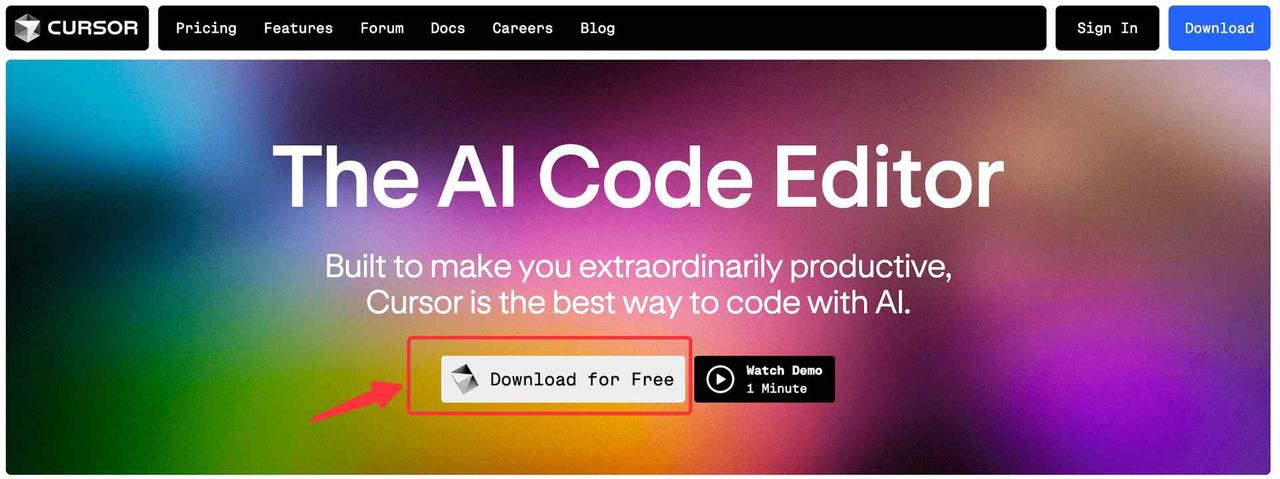 CURSOR
Pricing Features Forum Docs Careers Blog
Sign In
Download
The AI Code Editor
Built to make you extraordinarily productive,
Cursor is the best way to code with AI.
Download for Free
Watch Demo
1 Minute